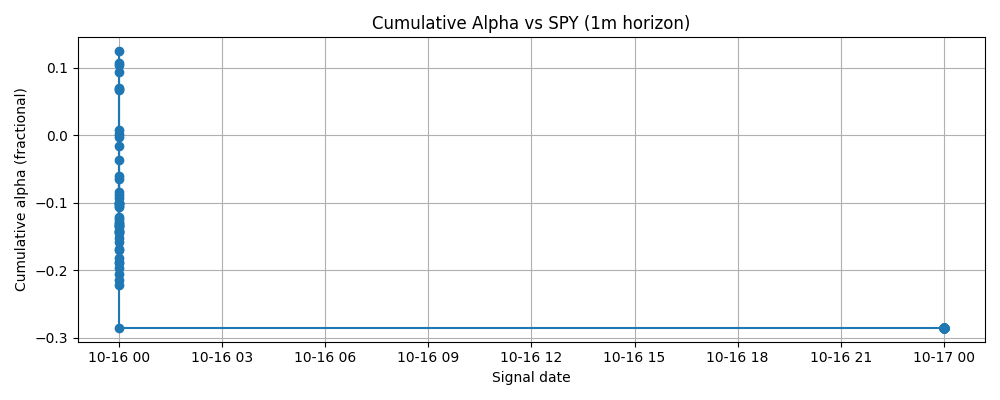 Cumulative Alpha vs SPY (1m horizon)
Cumulative alpha (fractional)
0.1
0.0
−0.1
−0.2
−0.3
10-16 00 10-16 03 10-16 06 10-16 09 10-16 12 10-16 15 10-16 18 10-16 21 10-17 00
Signal date